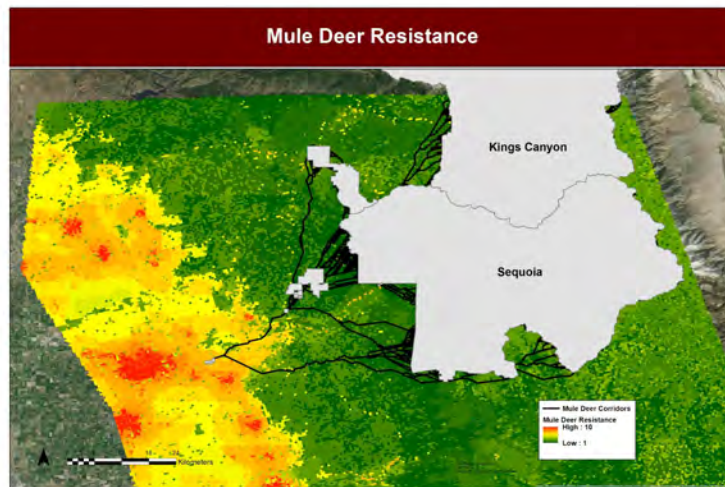 Mule Deer Resistance
Kings Canyon
Sequoia
Mule Deer Corridors
Mule Deer Resistance
High : 10
Low : 1
Kilometers